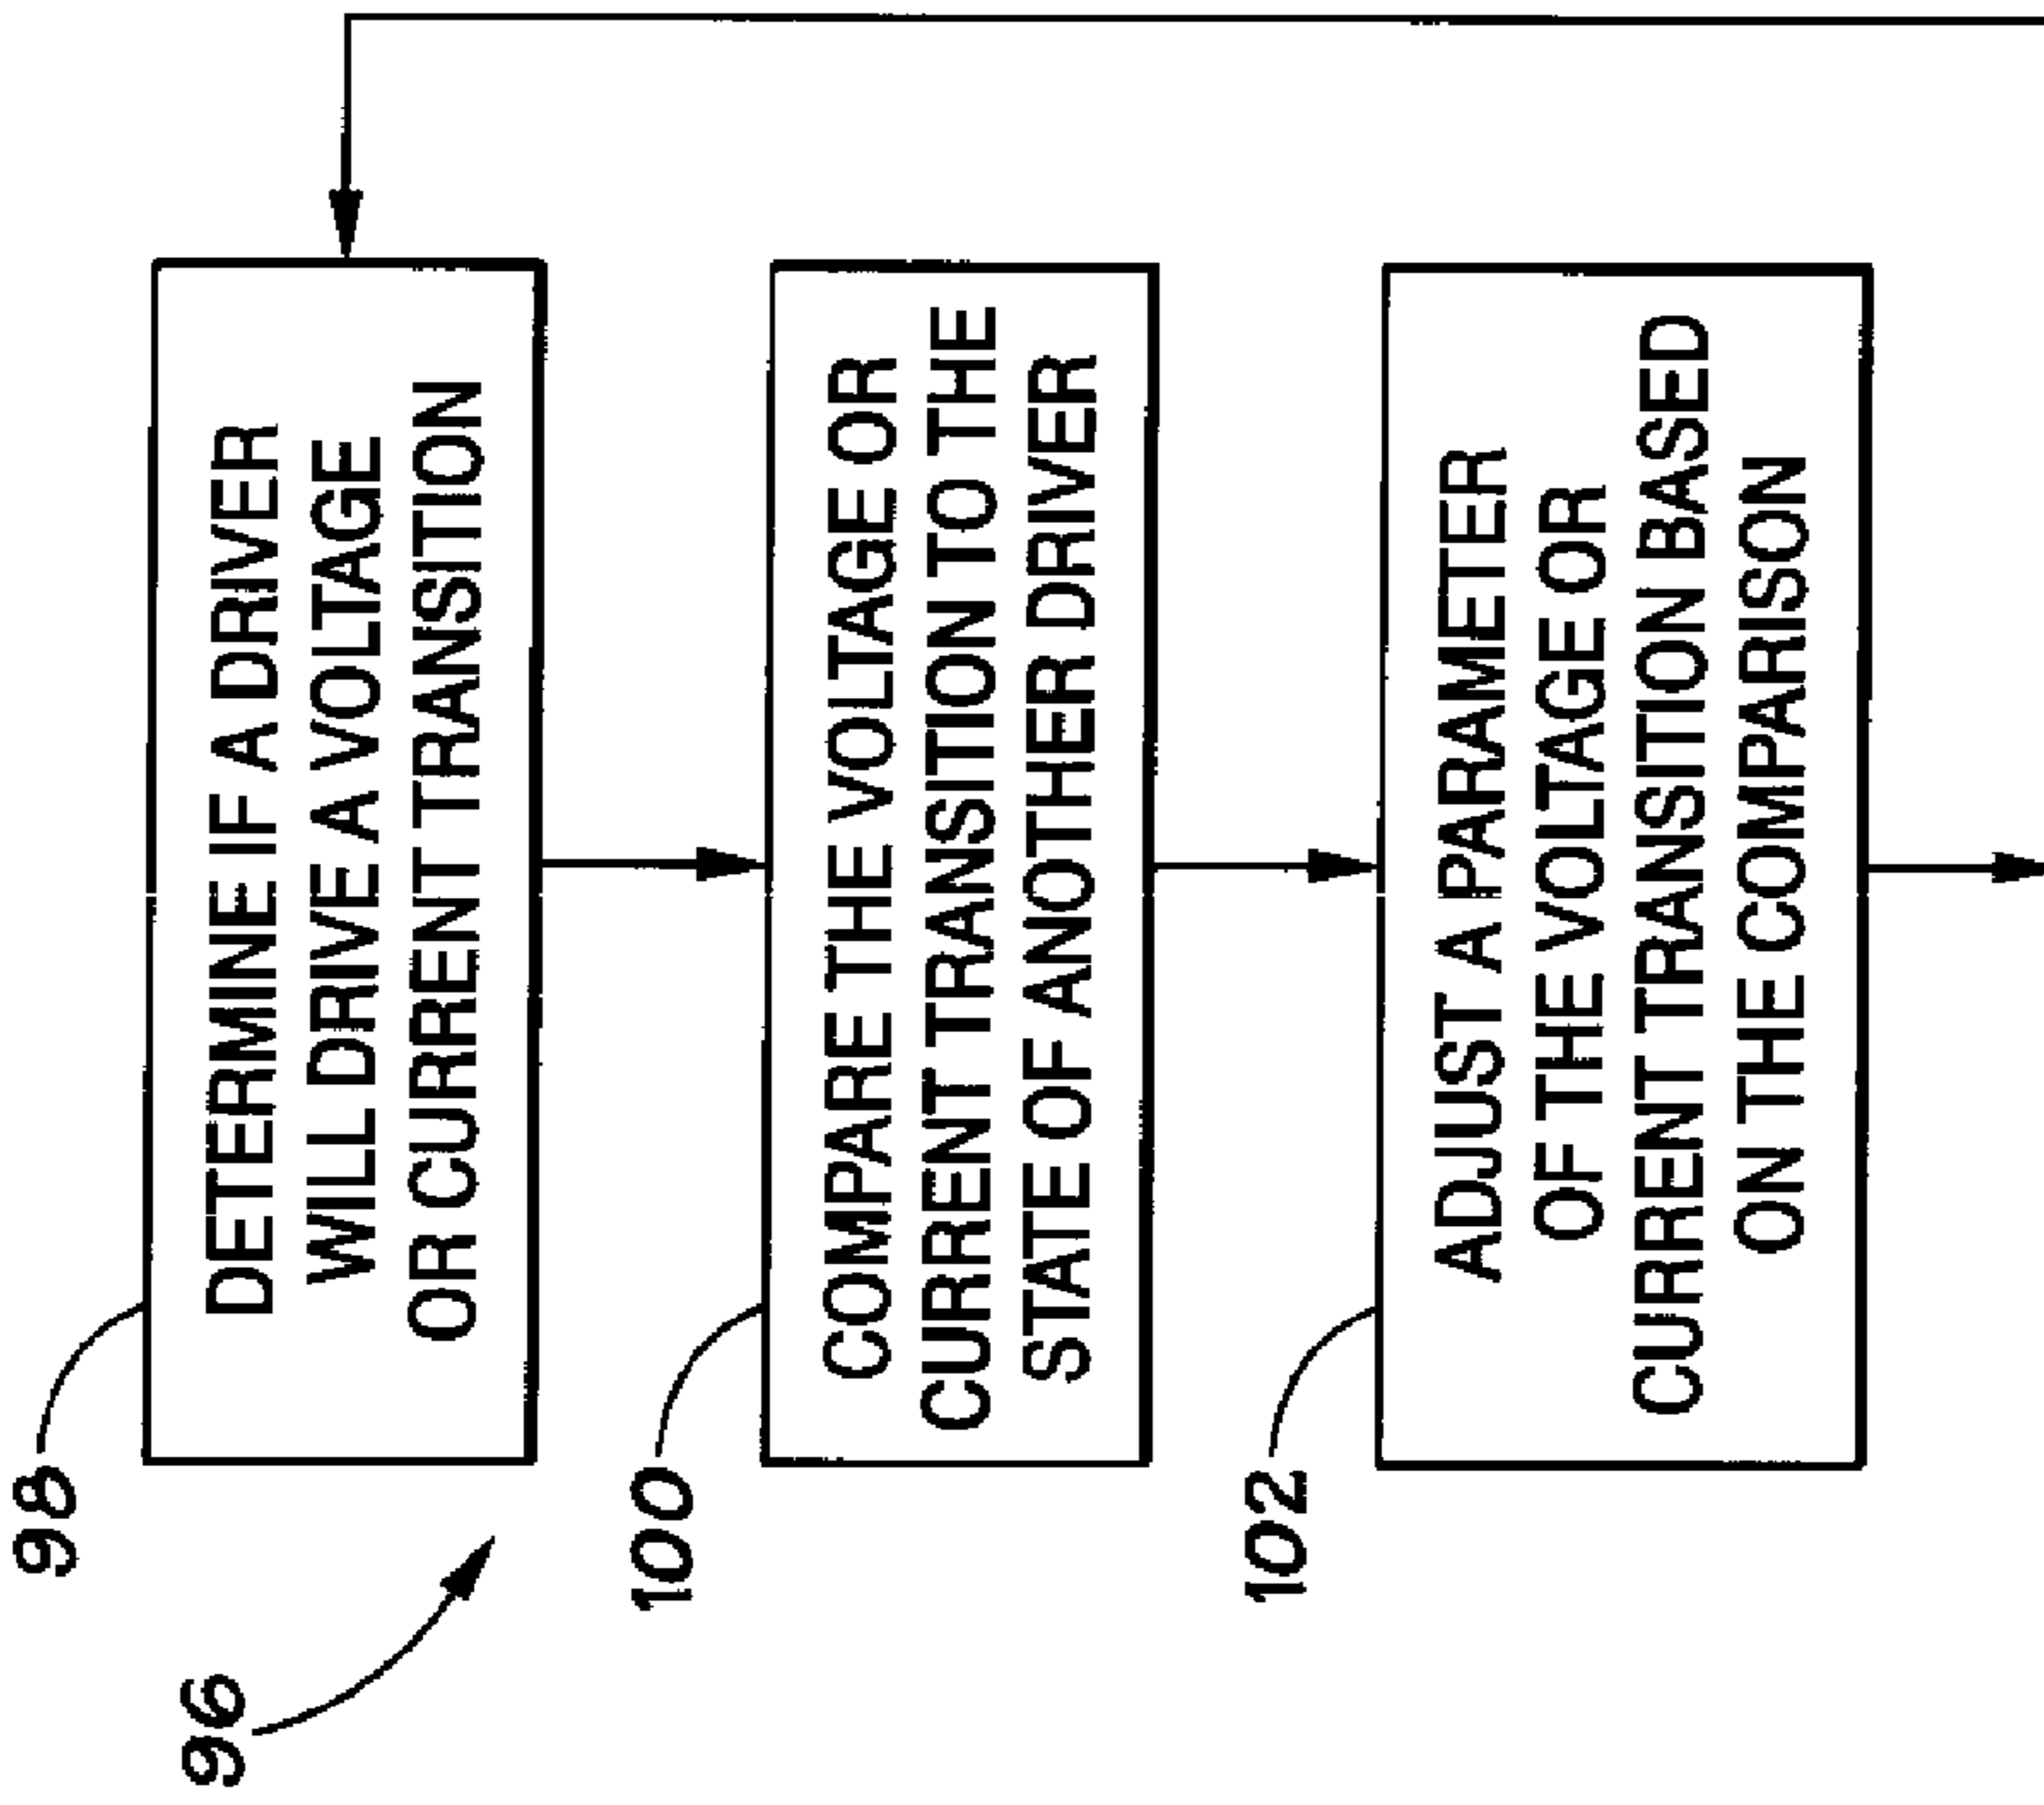 96
98
DETERMINE IF A DRIVER
WILL DRIVE A VOLTAGE
OR CURRENT TRANSITION
100
COMPARE THE VOLTAGE OR
CURRENT TRANSITION TO THE
STATE OF ANOTHER DRIVER
102
ADJUST A PARAMETER
OF THE VOLTAGE OR
CURRENT TRANSITION BASED
ON THE COMPARISON